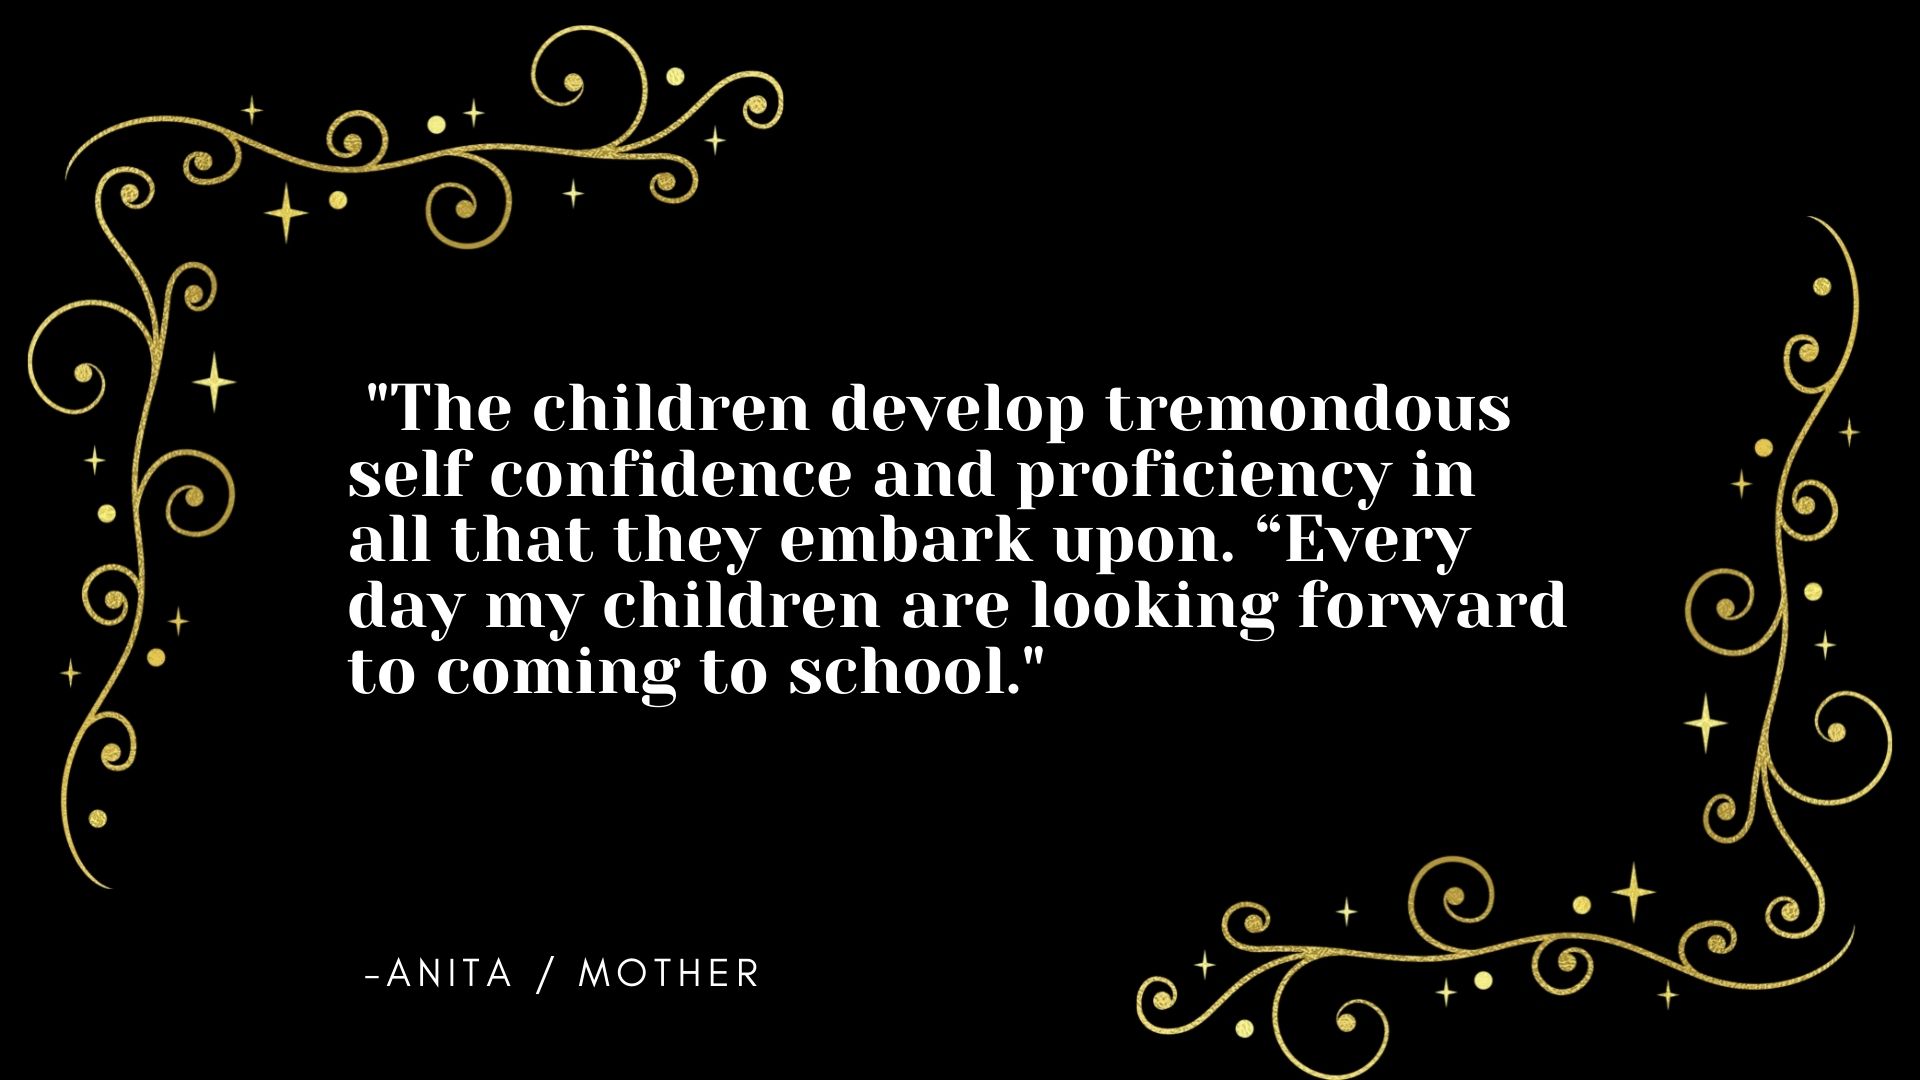 "The children develop tremondous
self confidence and proficiency in
all that they embark upon. “Every
day my children are looking forward
to coming to school."
-ANITA / MOTHER